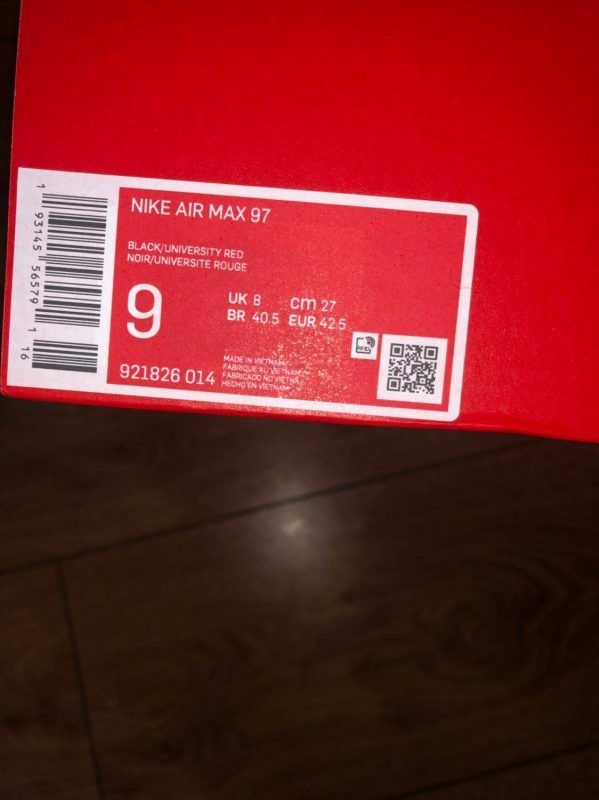 NIKE AIR MAX 97
BLACK/UNIVERSITY RED
NOIR/UNIVERSITE ROUGE
9
UK 8 cm 27
BR 40.5 EUR 42.5
921826 014
MADE IN VIETNAM/
FABRIQUE AU VIETNAM/
FABRICADO NO VIETNÃ
HECHO EN VIETNAM
1 93145 56579 1
16